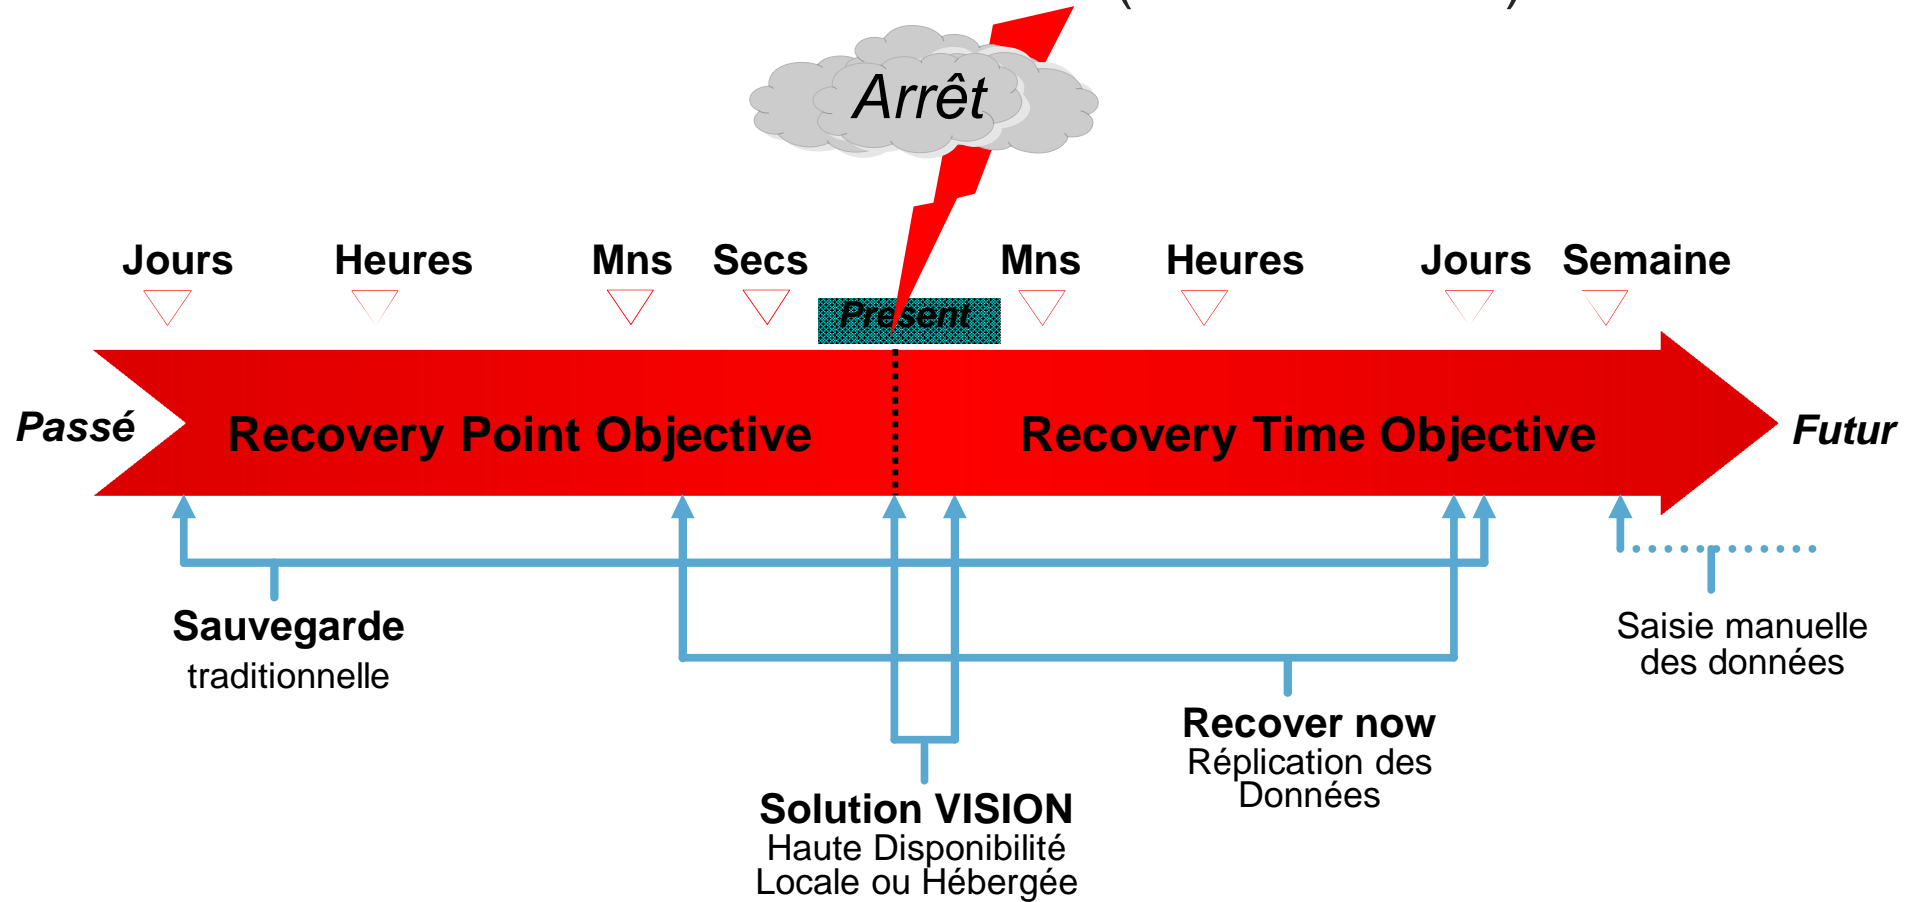 Arrêt
Jours Heures Mns Secs Mns Heures Jours Semaine
Present
Passé Recovery Point Objective Recovery Time Objective Futur
Sauvegarde
traditionnelle
Saisie manuelle
des données
Recover now
Réplication des
Données
Solution VISION
Haute Disponibilité
Locale ou Hébergée